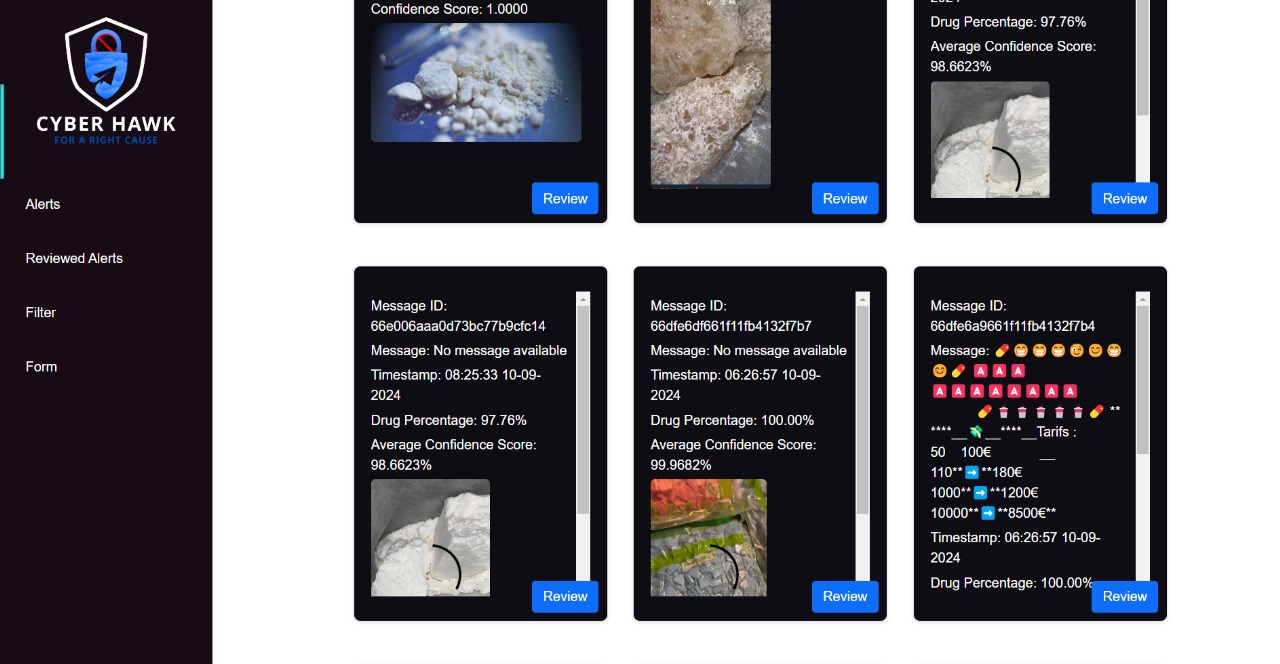 CYBER HAWK
FOR A RIGHT CAUSE
Alerts
Reviewed Alerts
Filter
Form
Confidence Score: 1.0000
Review
Review
Drug Percentage: 97.76%
Average Confidence Score:
98.6623%
Review
Message ID:
66e006aaa0d73bc77b9cfc14
Message: No message available
Timestamp: 08:25:33 10-09-
2024
Drug Percentage: 97.76%
Average Confidence Score:
98.6623%
Review
Message ID:
66dfe6df661f11fb4132f7b7
Message: No message available
Timestamp: 06:26:57 10-09-
2024
Drug Percentage: 100.00%
Average Confidence Score:
99.9682%
Review
Message ID:
66dfe6a9661f11fb4132f7b4
Message: 💊😁😁😁😉😊😁
😊💊 🅰🅰🅰
🅰🅰🅰🅰🅰🅰🅰🅰
💊🧋🧋🧋🧋🧋💊**
****__💸__****__Tarifs :
50 100€ __
110**➡️**180€
1000**➡️**1200€
10000**➡️**8500€**
Timestamp: 06:26:57 10-09-
2024
Drug Percentage: 100.00%
Review